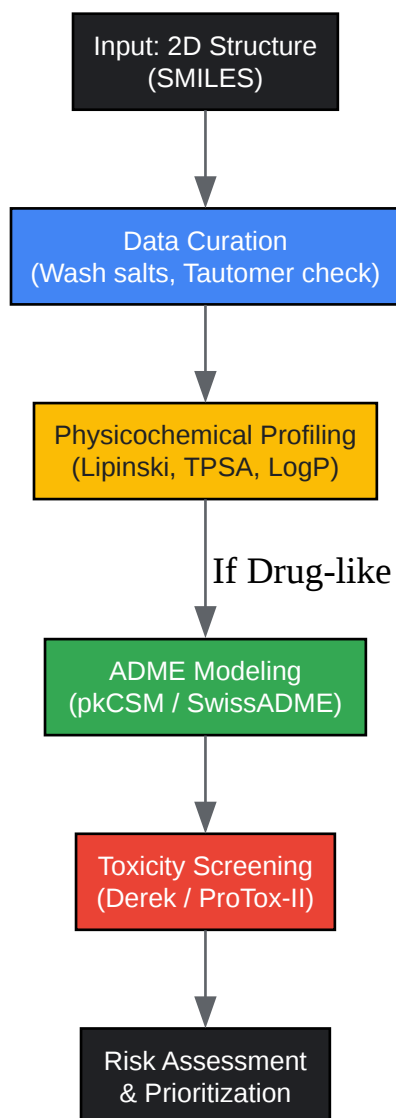 Input: 2D Structure
(SMILES)
Data Curation
(Wash salts, Tautomer check)
Physicochemical Profiling
(Lipinski, TPSA, LogP)
If Drug-like
ADME Modeling
(pkCSM / SwissADME)
Toxicity Screening
(Derek / ProTox-II)
Risk Assessment
& Prioritization